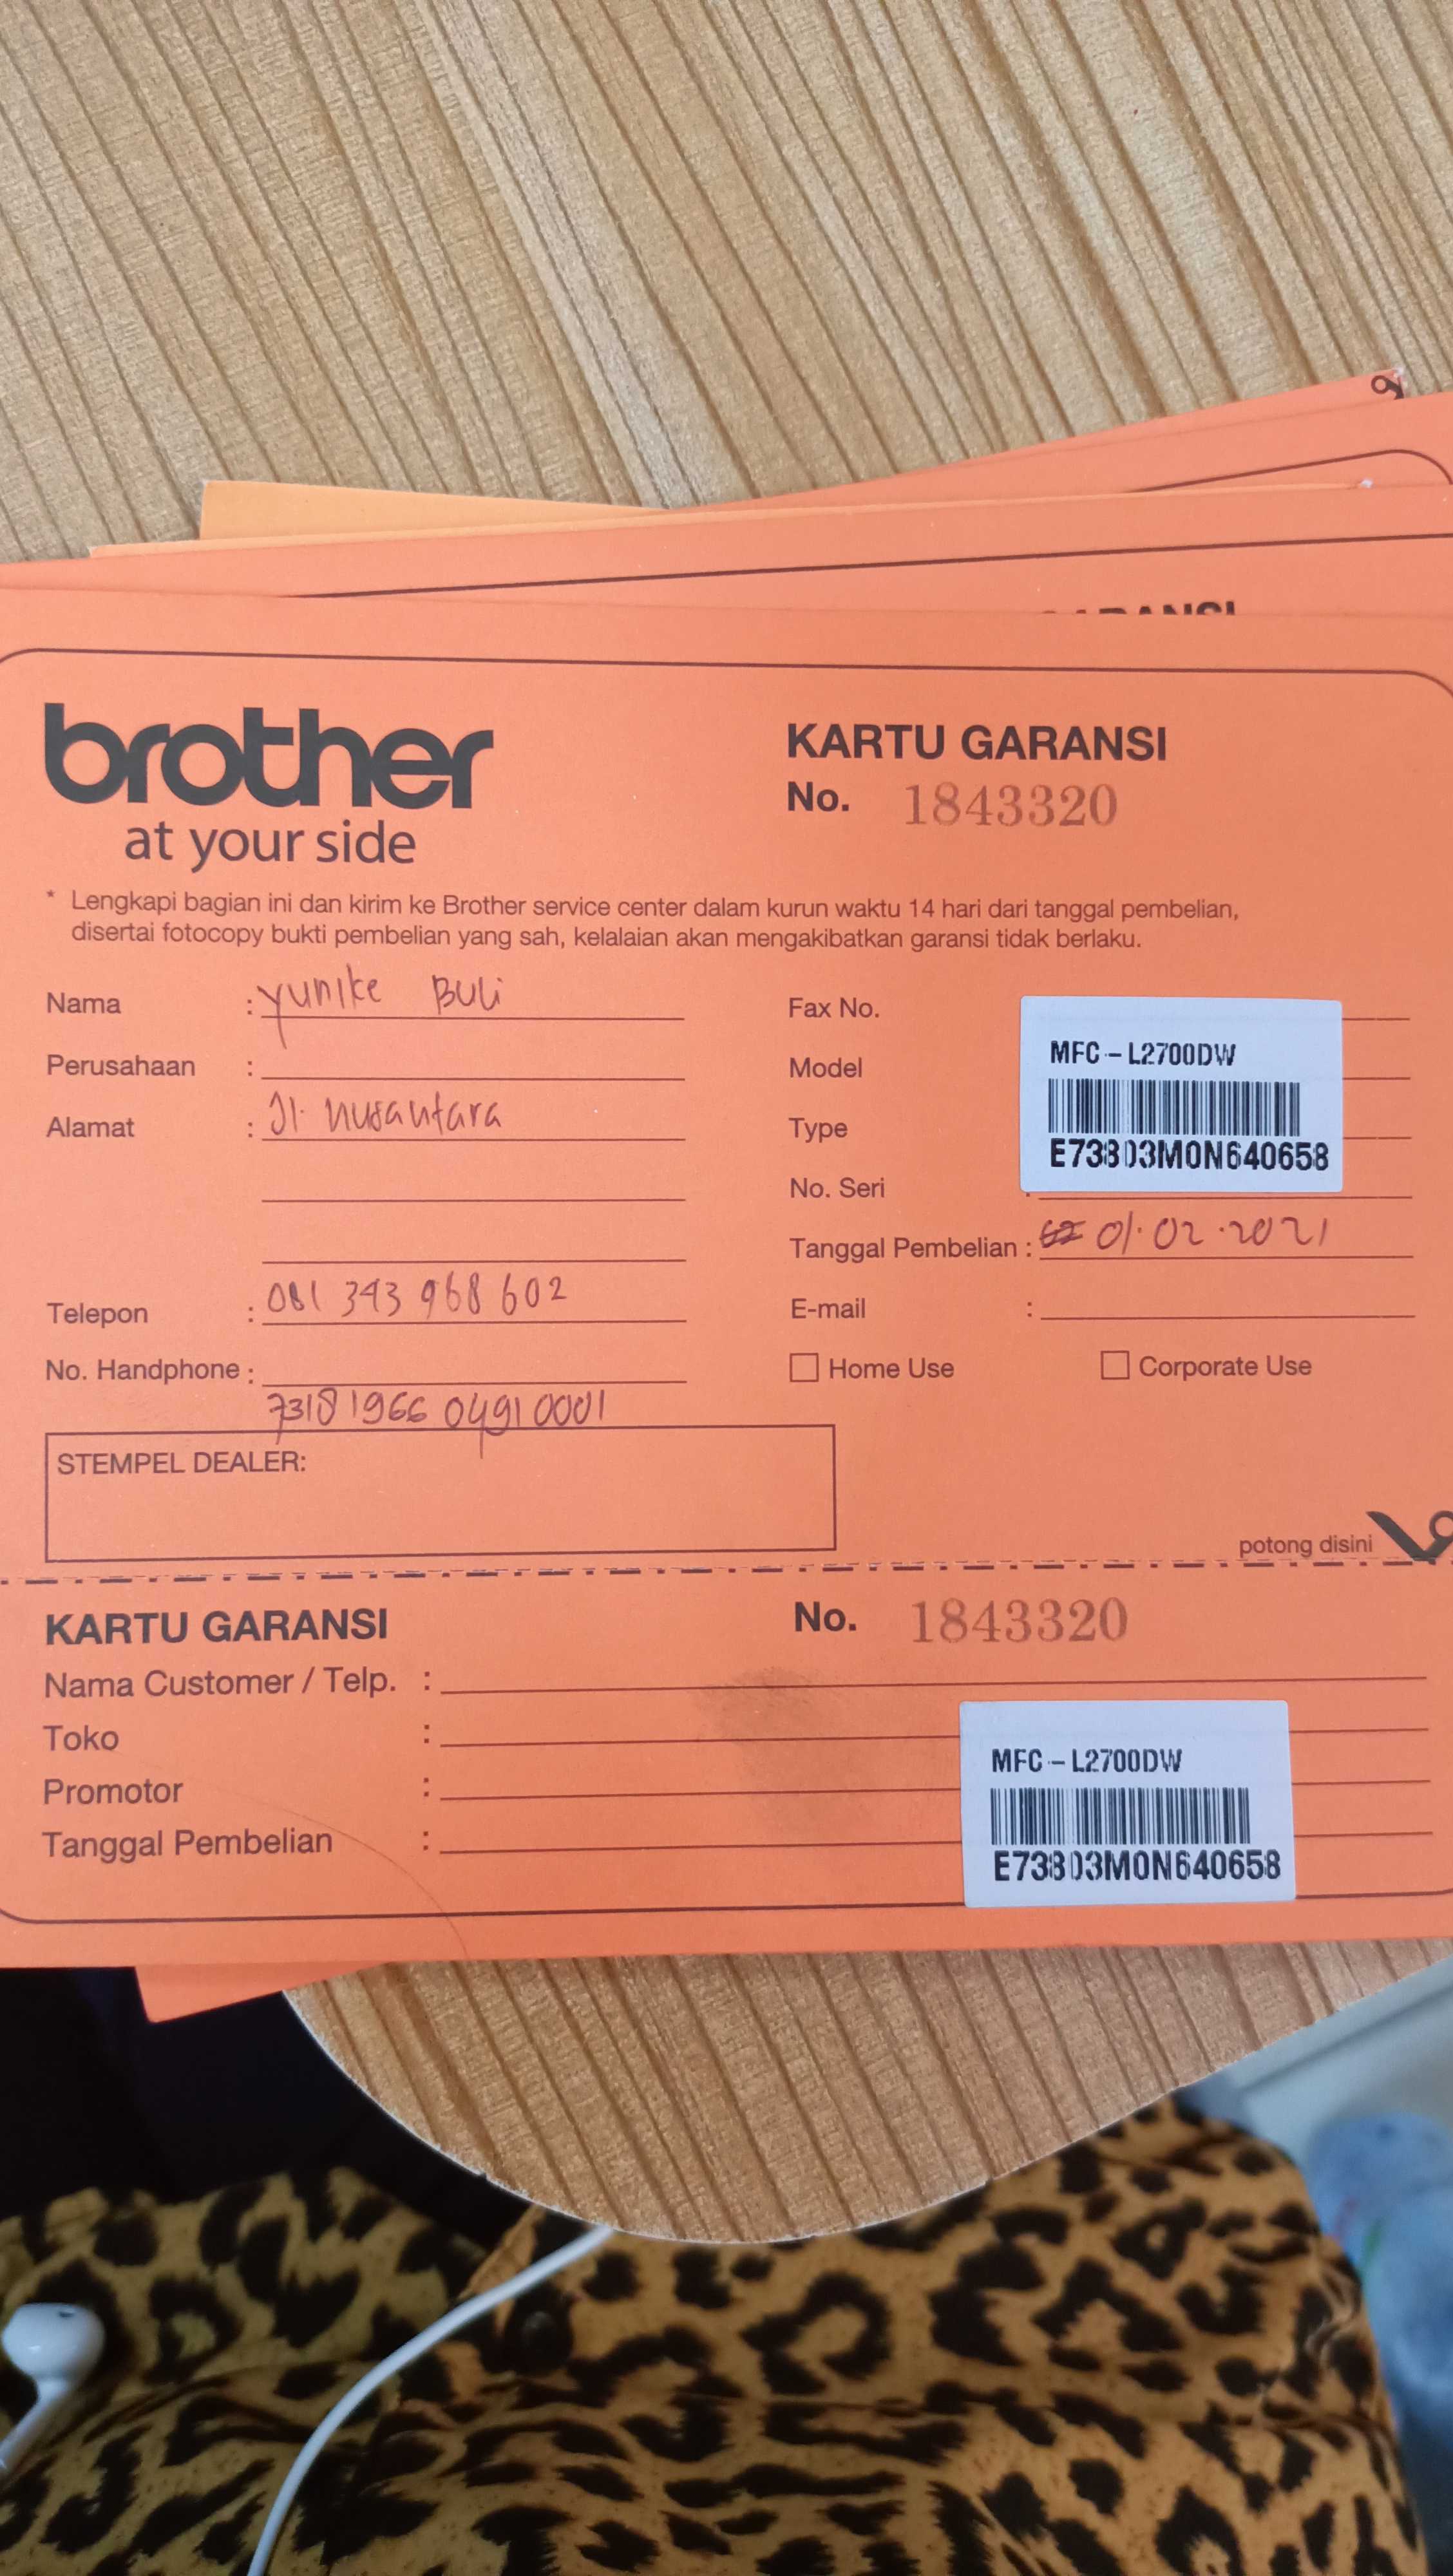 RANSI
brother
at your side
KARTU GARANSI
No. 1843320
* Lengkapi bagian ini dan kirim ke Brother service center dalam kurun waktu 14 hari dari tanggal pembelian,
disertai fotocopy bukti pembelian yang sah, kelalaian akan mengakibatkan garansi tidak berlaku.
Nama : Yunike Buli
Perusahaan :
Alamat : Jl. Nusantara
Telepon : 081 343 968 602
No. Handphone :
7318 1966 0491 0001
STEMPEL DEALER:
Fax No.
Model
Type
No. Seri :
MFC-L2700DW
E73803M0N640658
Tanggal Pembelian : 01.02.2021
E-mail :
Home Use
Corporate Use
potong disini
KARTU GARANSI
No. 1843320
Nama Customer / Telp. :
Toko :
Promotor :
Tanggal Pembelian :
MFC-L2700DW
E73803M0N640658